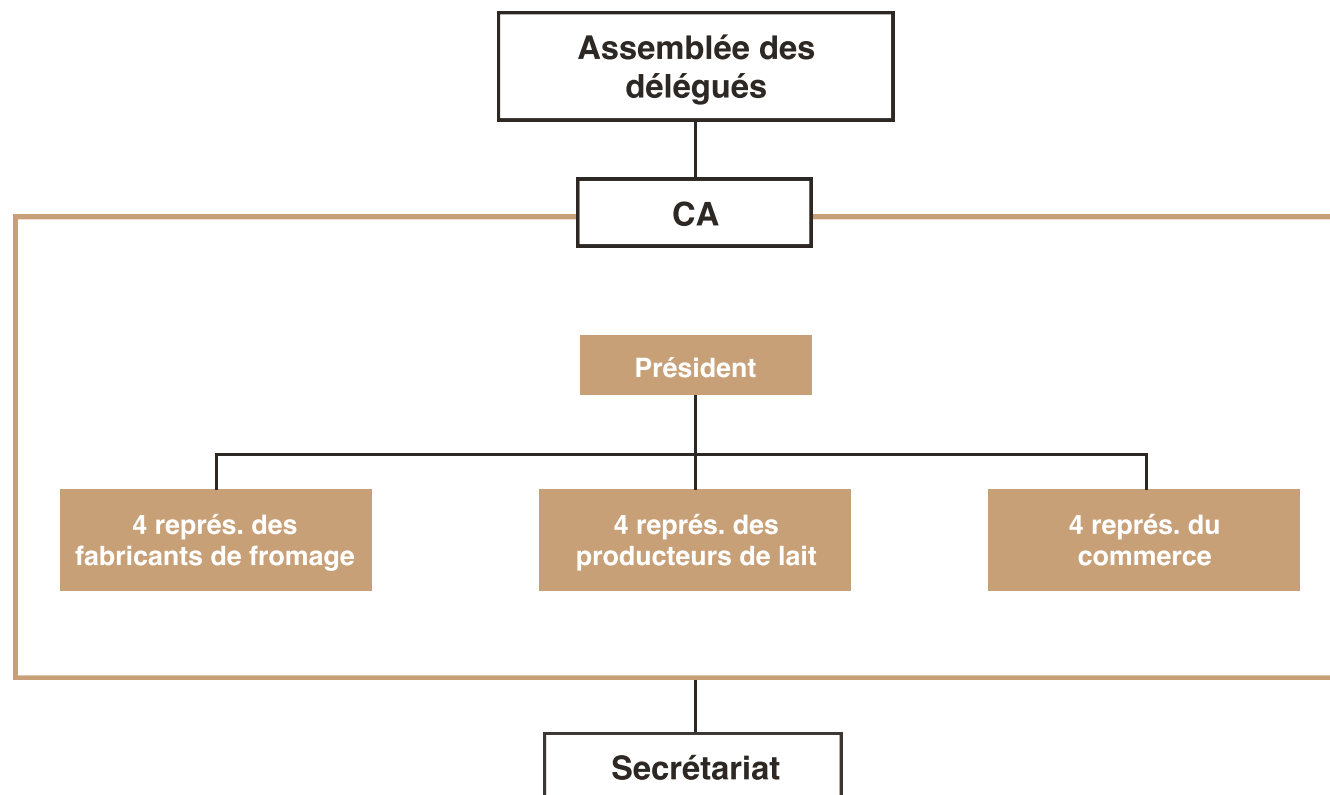 Assemblée des
délégués
CA
Président
4 représ. des
fabricants de fromage
4 représ. des
producteurs de lait
4 représ. du
commerce
Secrétariat